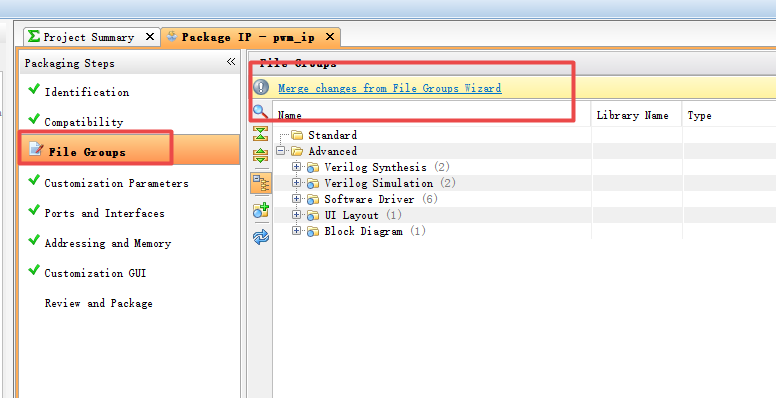 Project Summary
Package IP - pwm_ip
Packaging Steps
Identification
Compatibility
File Groups
Customization Parameters
Ports and Interfaces
Addressing and Memory
Customization GUI
Review and Package
File Groups
Merge changes from File Groups Wizard
Name Library Name Type
Standard
Advanced
Verilog Synthesis (2)
Verilog Simulation (2)
Software Driver (6)
UI Layout (1)
Block Diagram (1)